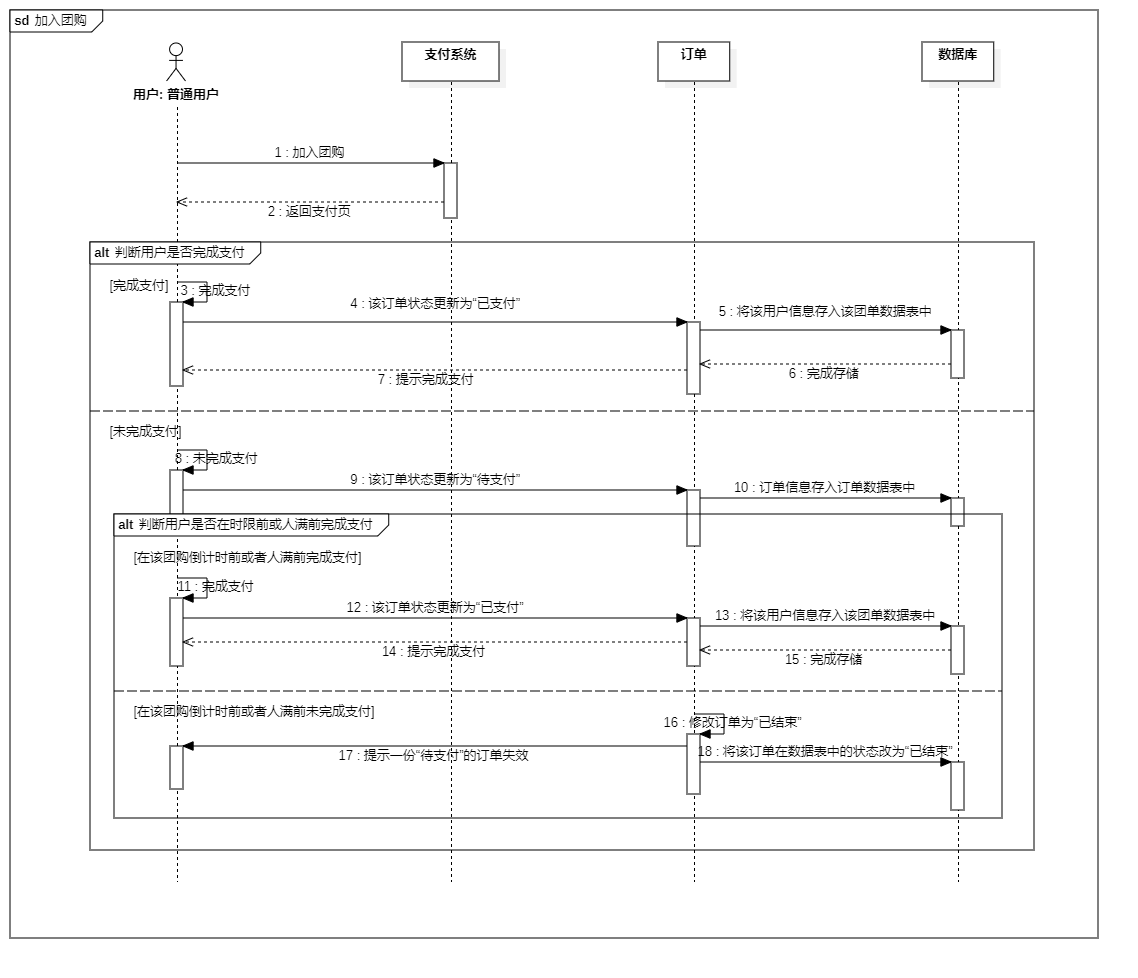 sd 加入团购
用户: 普通用户
支付系统
订单
数据库
1 : 加入团购
2 : 返回支付页
alt 判断用户是否完成支付
[完成支付]
3 : 完成支付
4 : 该订单状态更新为“已支付”
5 : 将该用户信息存入该团单数据表中
6 : 完成存储
7 : 提示完成支付
[未完成支付]
8 : 未完成支付
9 : 该订单状态更新为“待支付”
10 : 订单信息存入订单数据表中
alt 判断用户是否在时限前或人满前完成支付
[在该团购倒计时前或者人满前完成支付]
11 : 完成支付
12 : 该订单状态更新为“已支付”
13 : 将该用户信息存入该团单数据表中
14 : 提示完成支付
15 : 完成存储
[在该团购倒计时前或者人满前未完成支付]
16 : 修改订单为“已结束”
17 : 提示一份“待支付”的订单失效
18 : 将该订单在数据表中的状态改为“已结束”